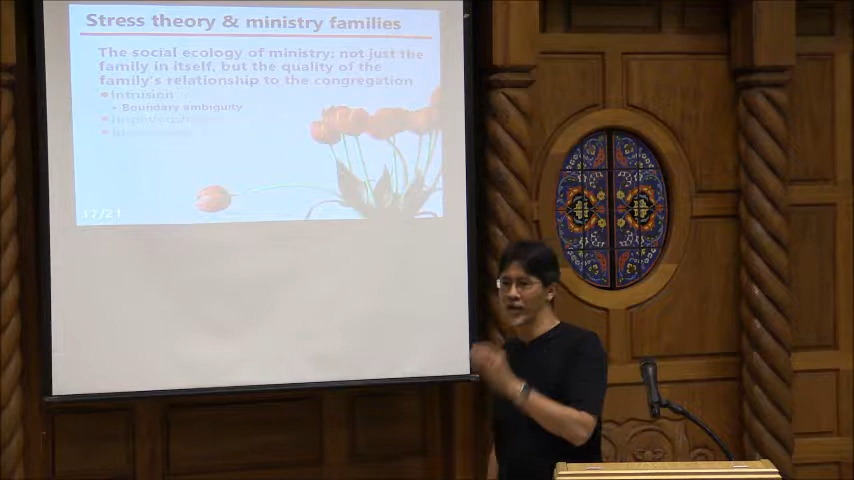 Stress theory & ministry families
The social ecology of ministry: not just the
family in itself, but the quality of the
family's relationship to the congregation
Intrusion
Boundary ambiguity
17/21